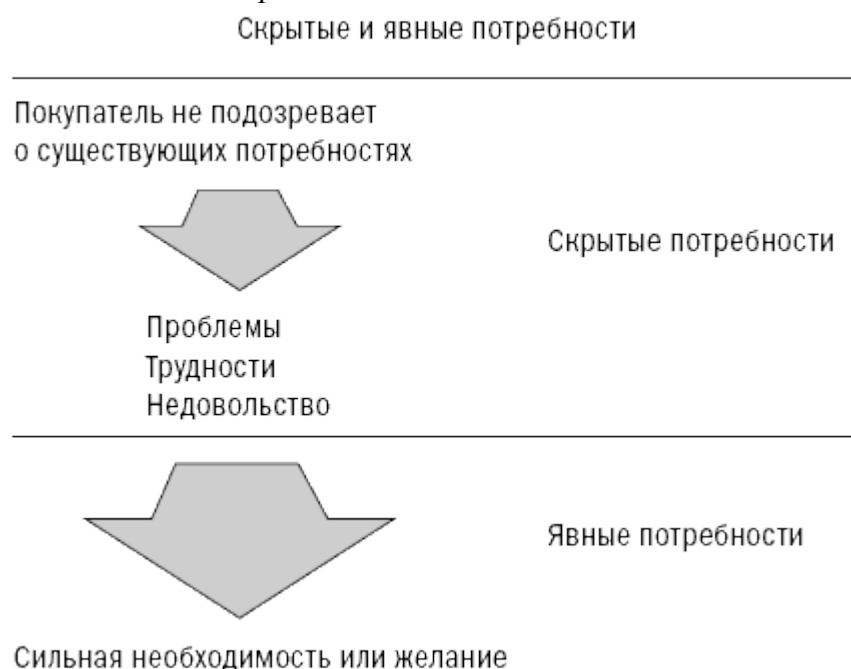 Скрытые и явные потребности
Покупатель не подозревает
о существующих потребностях
Скрытые потребности
Проблемы
Трудности
Недовольство
Явные потребности
Сильная необходимость или желание